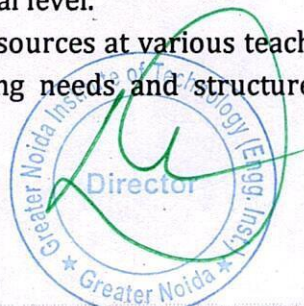 al level.
sources at various teach
ng needs and structure
Greater Noida Institute of Technology (Engg. Inst.)
Director
★ Greater Noida ★